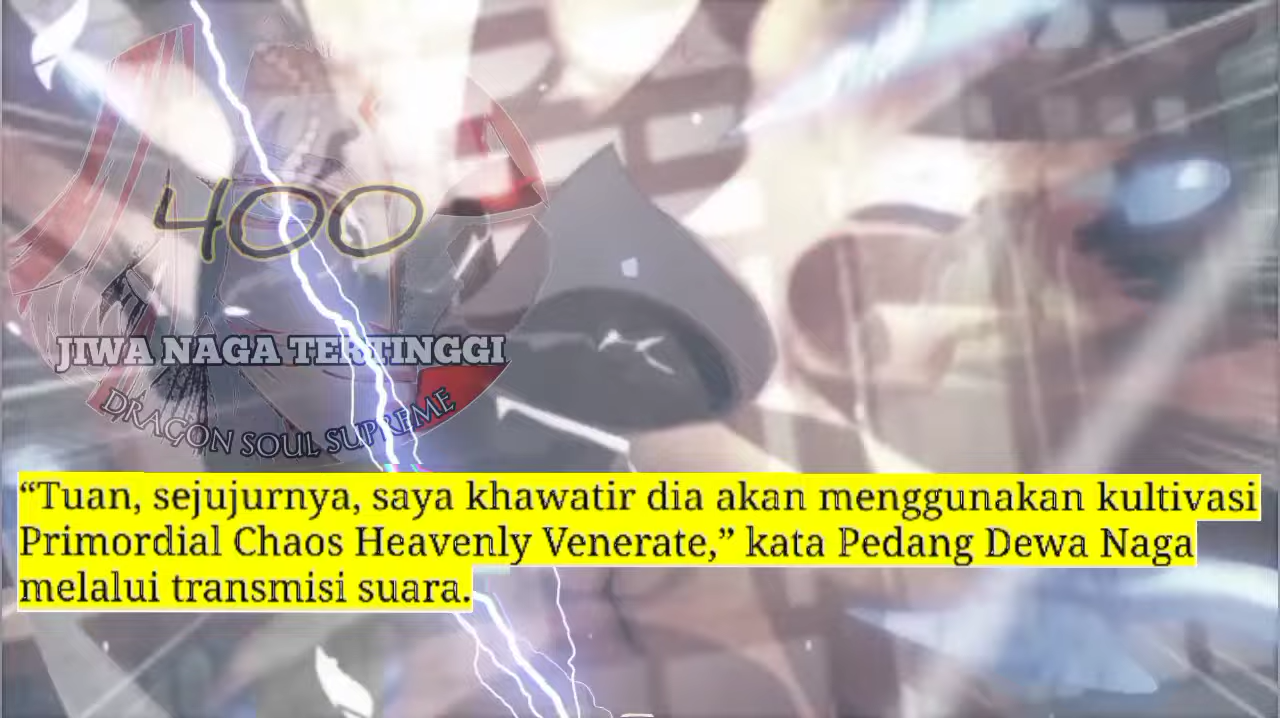 400
JIWA NAGA TERTINGGI
DRAGON SOUL SUPREME
“Tuan, sejujurnya, saya khawatir dia akan menggunakan kultivasi
Primordial Chaos Heavenly Venerate,” kata Pedang Dewa Naga
melalui transmisi suara.